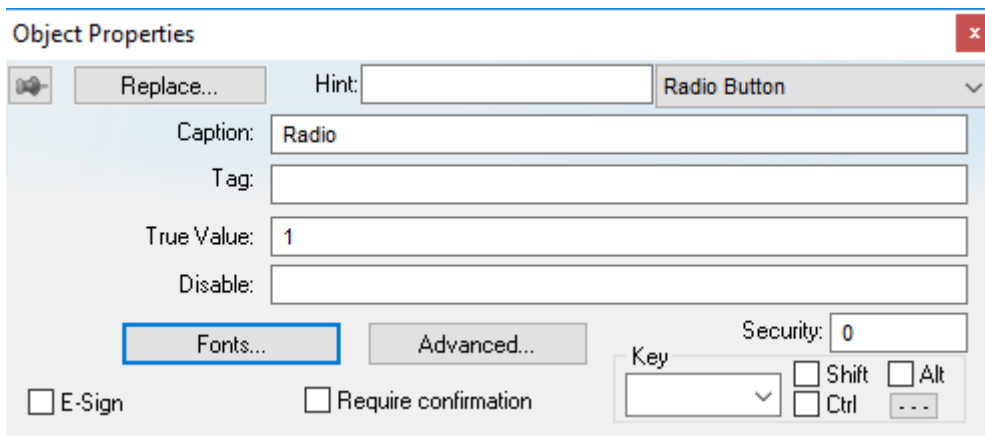 Object Properties x
Replace... Hint: Radio Button
Caption: Radio
Tag:
True Value: 1
Disable:
Fonts... Advanced... Security: 0
Key
Shift Alt
E-Sign Require confirmation Ctrl ...